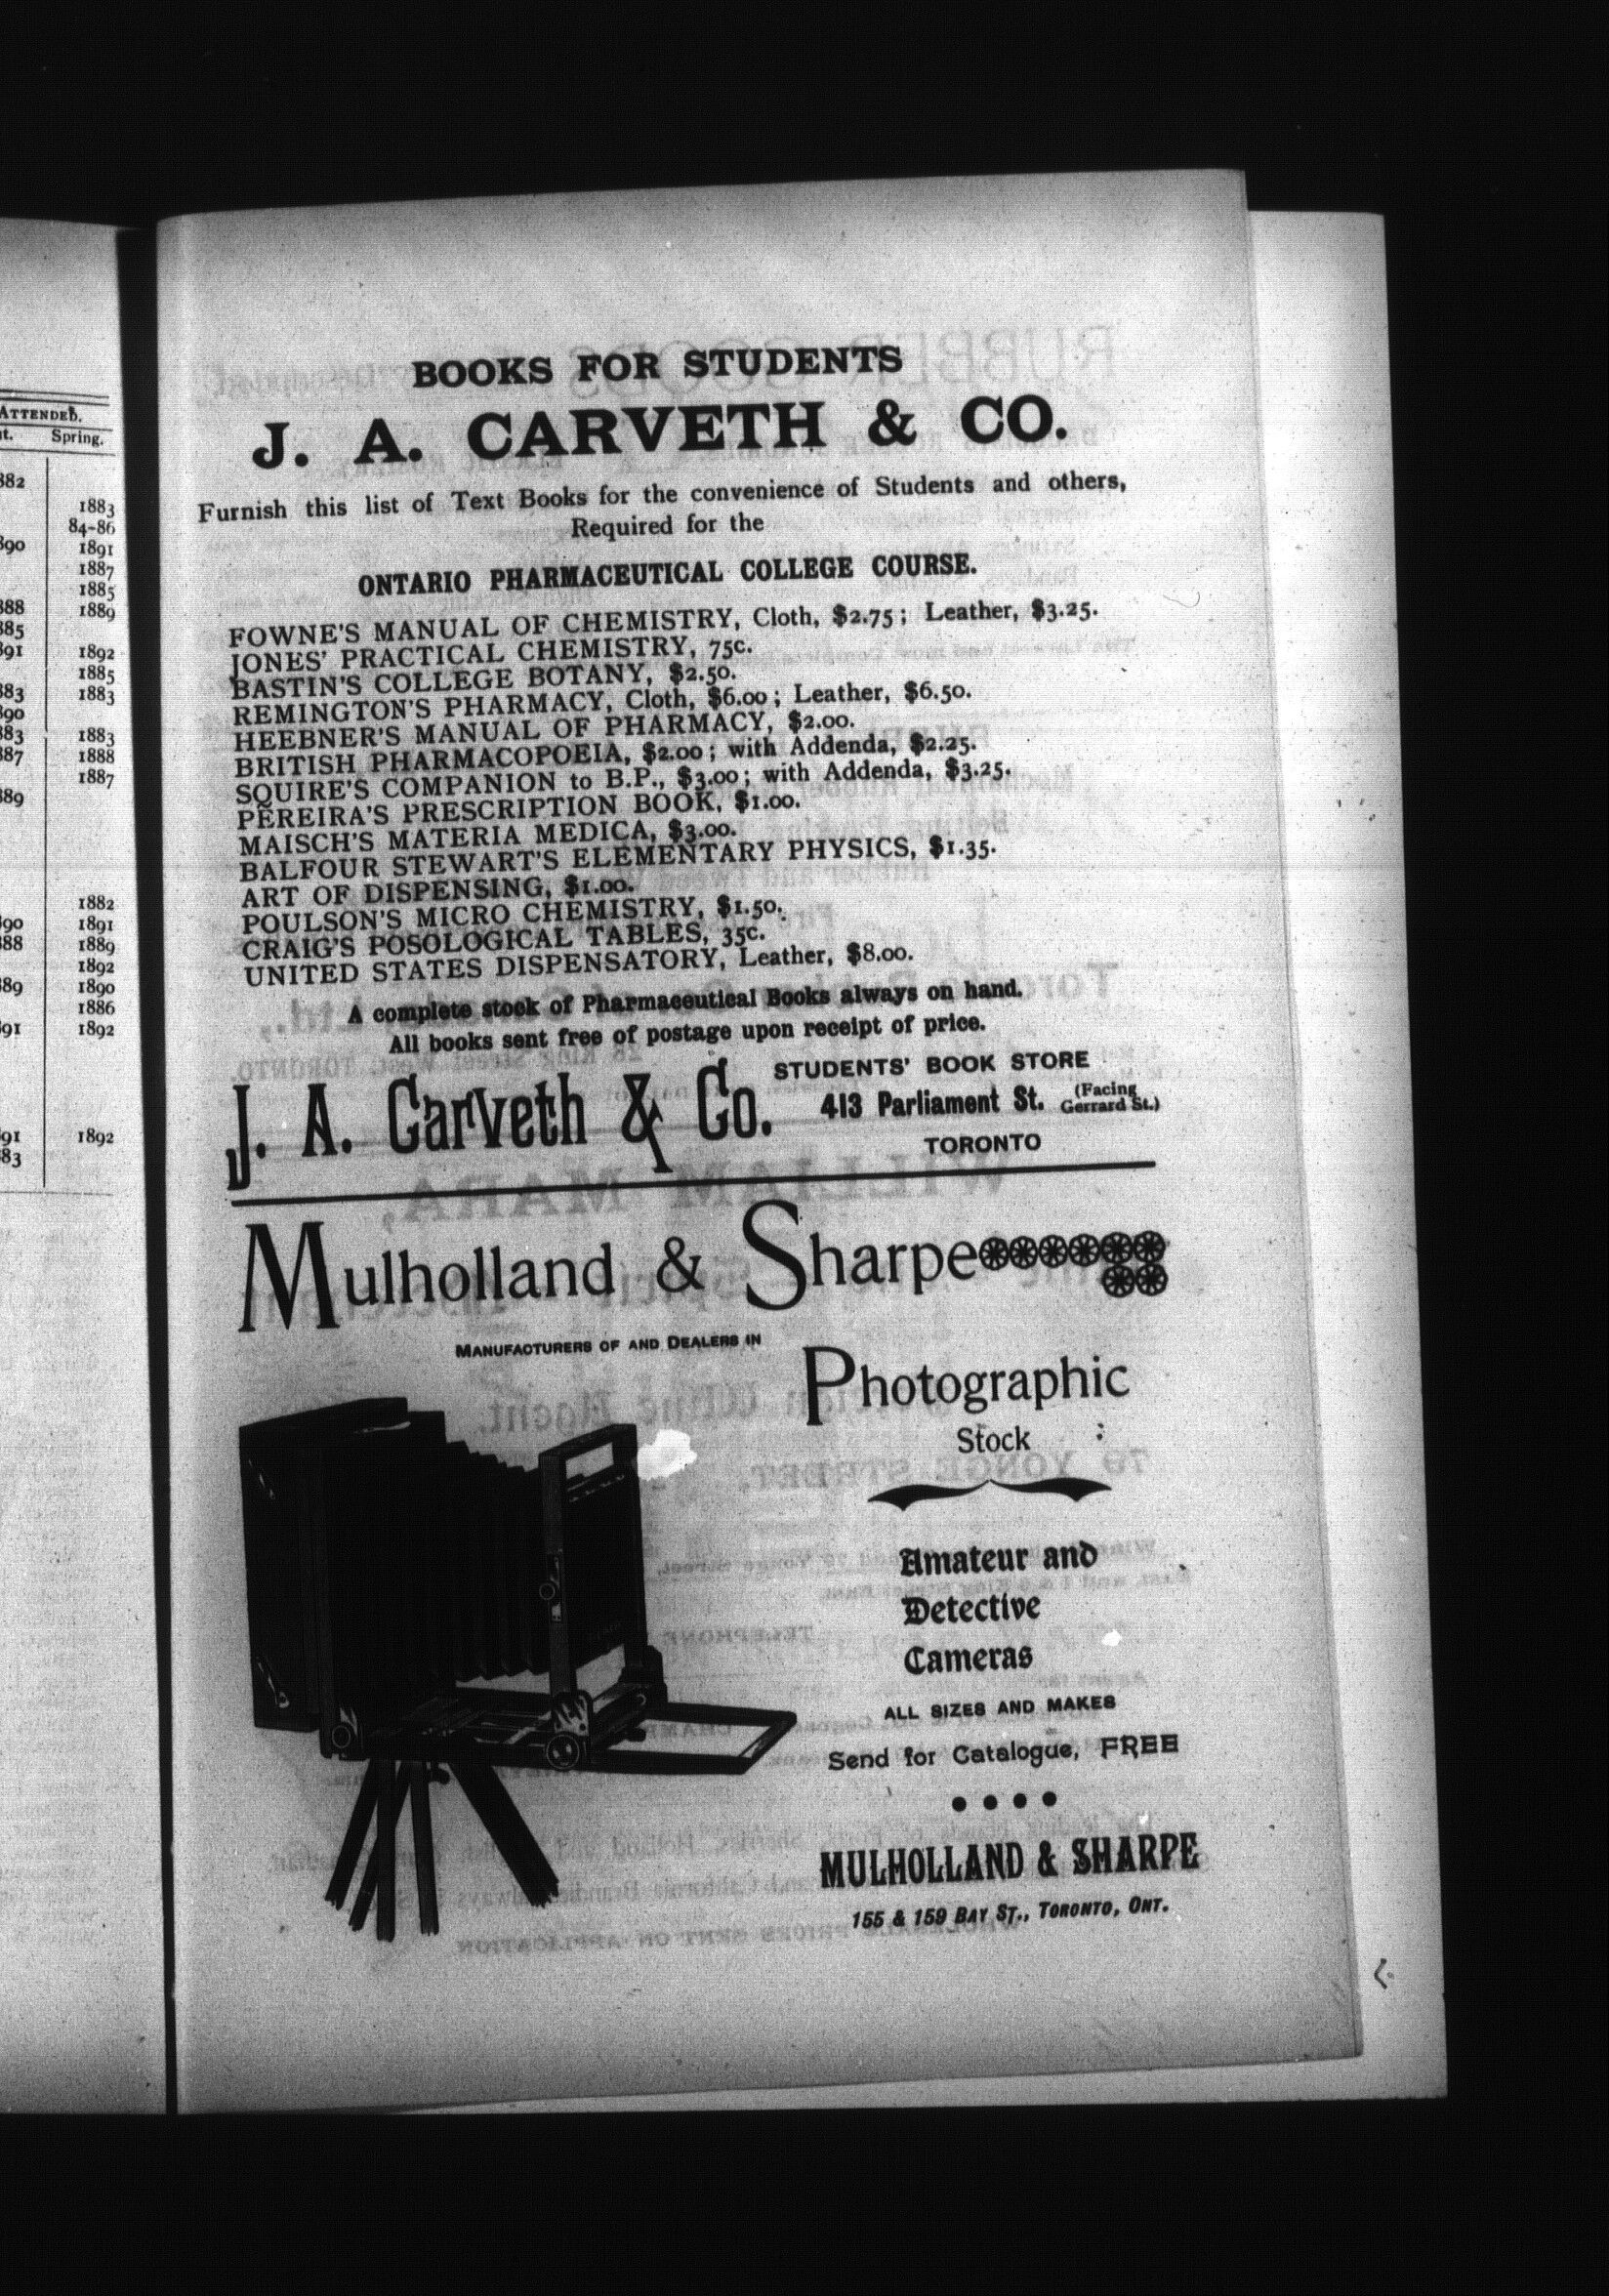 ATTENDED.
Spring.
1883
84-86
1891
1887
1885
1889
1892
1885
1883
1883
1888
1887
1882
1891
1889
1892
1890
1886
1892
1892
BOOKS FOR STUDENTS
J. A. CARVETH & CO.
Furnish this list of Text Books for the convenience of Students and others,
Required for the
ONTARIO PHARMACEUTICAL COLLEGE COURSE.
FOWNE'S MANUAL OF CHEMISTRY, Cloth, $2.75; Leather, $3.25.
JONES' PRACTICAL CHEMISTRY, 75c.
BASTIN'S COLLEGE BOTANY, $2.50.
REMINGTON'S PHARMACY, Cloth, $6.00; Leather, $6.50.
HEEBNER'S MANUAL OF PHARMACY, $2.00.
BRITISH PHARMACOPOEIA, $2.00; with Addenda, $2.25.
SQUIRE'S COMPANION to B.P., $3.00; with Addenda, $3.25.
PEREIRA'S PRESCRIPTION BOOK, $1.00.
MAISCH'S MATERIA MEDICA, $3.00.
BALFOUR STEWART'S ELEMENTARY PHYSICS, $1.35.
ART OF DISPENSING, $1.00.
POULSON'S MICRO CHEMISTRY, $1.50.
CRAIG'S POSOLOGICAL TABLES, 35c.
UNITED STATES DISPENSATORY, Leather, $8.00.
A complete stock of Pharmaceutical Books always on hand.
All books sent free of postage upon receipt of price.
J. A. Carveth & Co.
STUDENTS' BOOK STORE
413 Parliament St. (Facing Gerrard St.)
TORONTO
Mulholland & Sharpe
MANUFACTURERS OF AND DEALERS IN
Photographic
Stock
Amateur and
Detective
Cameras
ALL SIZES AND MAKES
Send for Catalogue, FREE
MULHOLLAND & SHARPE
155 & 159 BAY ST., TORONTO, ONT.